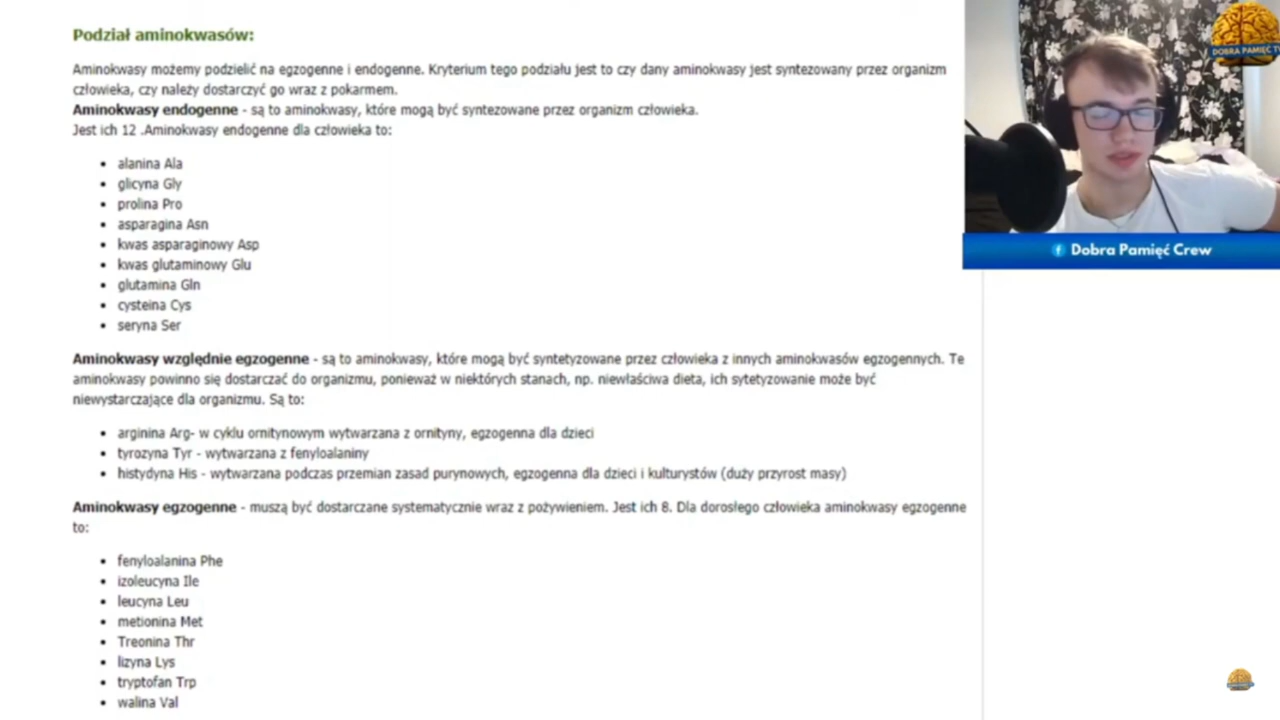 Podział aminokwasów:
Aminokwasy możemy podzielić na egzogenne i endogenne. Kryterium tego podziału jest to czy dany aminokwasy jest syntezowany przez organizm
człowieka, czy należy dostarczyć go wraz z pokarmem.
Aminokwasy endogenne - są to aminokwasy, które mogą być syntezowane przez organizm człowieka.
Jest ich 12 .Aminokwasy endogenne dla człowieka to:
• alanina Ala
• glicyna Gly
• prolina Pro
• asparagina Asn
• kwas asparaginowy Asp
• kwas glutaminowy Glu
• glutamina Gln
• cysteina Cys
• seryna Ser
Aminokwasy względnie egzogenne - są to aminokwasy, które mogą być syntetyzowane przez człowieka z innych aminokwasów egzogennych. Te
aminokwasy powinno się dostarczać do organizmu, ponieważ w niektórych stanach, np. niewłaściwa dieta, ich sytetyzowanie może być
niewystarczające dla organizmu. Są to:
• arginina Arg- w cyklu ornitynowym wytwarzana z ornityny, egzogenna dla dzieci
• tyrozyna Tyr - wytwarzana z fenyloalaniny
• histydyna His - wytwarzana podczas przemian zasad purynowych, egzogenna dla dzieci i kulturystów (duży przyrost masy)
Aminokwasy egzogenne - muszą być dostarczane systematycznie wraz z pożywieniem. Jest ich 8. Dla dorosłego człowieka aminokwasy egzogenne
to:
• fenyloalanina Phe
• izoleucyna Ile
• leucyna Leu
• metionina Met
• Treonina Thr
• lizyna Lys
• tryptofan Trp
• walina Val
DOBRA PAMIĘĆ TV
Dobra Pamięć Crew